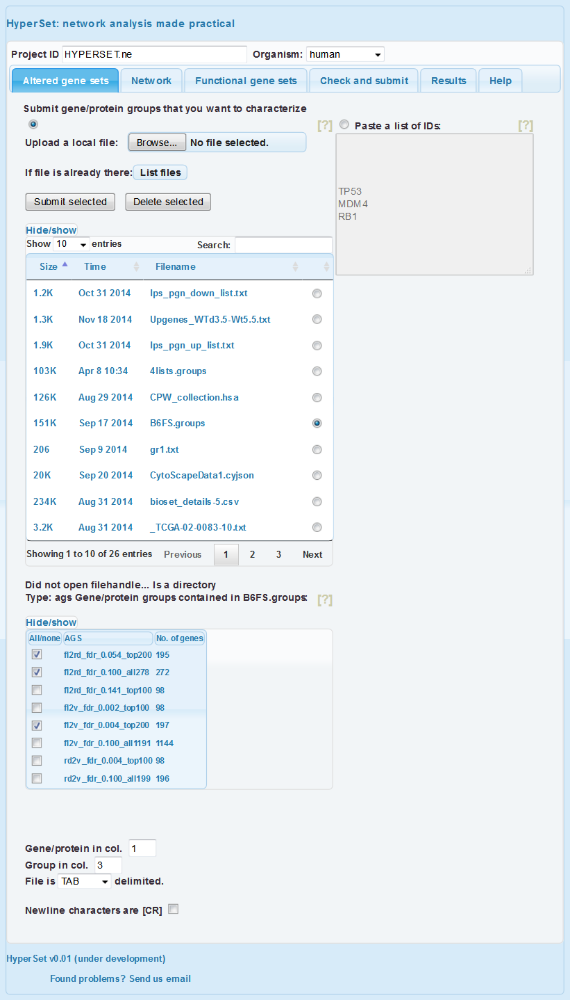 HyperSet: network analysis made practical
Project ID HYPERSET.ne Organism: human
Altered gene sets Network Functional gene sets Check and submit Results Help
Submit gene/protein groups that you want to characterize
[?] Paste a list of IDs: [?]
Upload a local file: Browse... No file selected.
If file is already there: List files
TP53
MDM4
RB1
Submit selected Delete selected
Hide/show
Show 10 entries Search:
Size Time Filename
1.2K Oct 31 2014 lps_pgn_down_list.txt
1.3K Nov 18 2014 Upgenes_WTd3.5-Wt5.5.txt
1.9K Oct 31 2014 lps_pgn_up_list.txt
103K Apr 8 10:34 4lists.groups
126K Aug 29 2014 CPW_collection.hsa
151K Sep 17 2014 B6FS.groups
206 Sep 9 2014 gr1.txt
20K Sep 20 2014 CytoScapeData1.cyjson
234K Aug 31 2014 bioset_details-5.csv
3.2K Aug 31 2014 _TCGA-02-0083-10.txt
Showing 1 to 10 of 26 entries Previous 1 2 3 Next
Did not open filehandle... Is a directory
Type: ags Gene/protein groups contained in B6FS.groups: [?]
Hide/show
All/none AGS No. of genes
fl2rd_fdr_0.054_top200 195
fl2rd_fdr_0.100_all278 272
fl2rd_fdr_0.141_top100 98
fl2v_fdr_0.002_top100 98
fl2v_fdr_0.004_top200 197
fl2v_fdr_0.100_all1191 1144
rd2v_fdr_0.004_top100 98
rd2v_fdr_0.100_all199 196
Gene/protein in col. 1
Group in col. 3
File is TAB delimited.
Newline characters are [CR]
HyperSet v0.01 (under development)
Found problems? Send us email